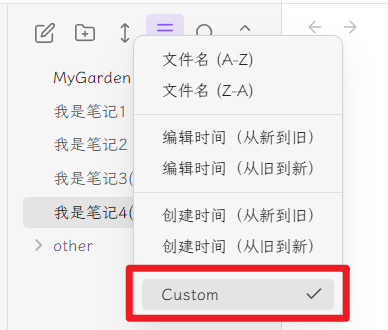 MyGarden
我是笔记1
我是笔记2
我是笔记3(
我是笔记4(
other
文件名 (A-Z)
文件名 (Z-A)
编辑时间（从新到旧）
编辑时间（从旧到新）
创建时间（从新到旧）
创建时间（从旧到新）
Custom